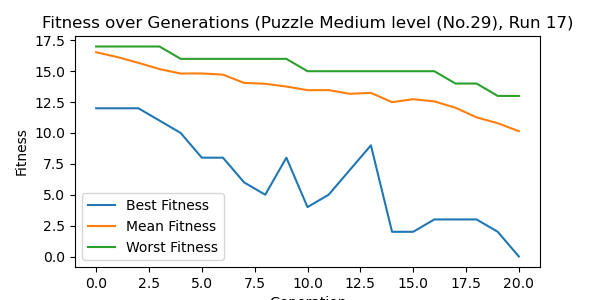 Fitness over Generations (Puzzle Medium level (No.29), Run 17)
17.5
15.0
12.5
10.0
7.5
5.0
2.5
0.0
Fitness
Best Fitness
Mean Fitness
Worst Fitness
0.0 2.5 5.0 7.5 10.0 12.5 15.0 17.5 20.0
Generation